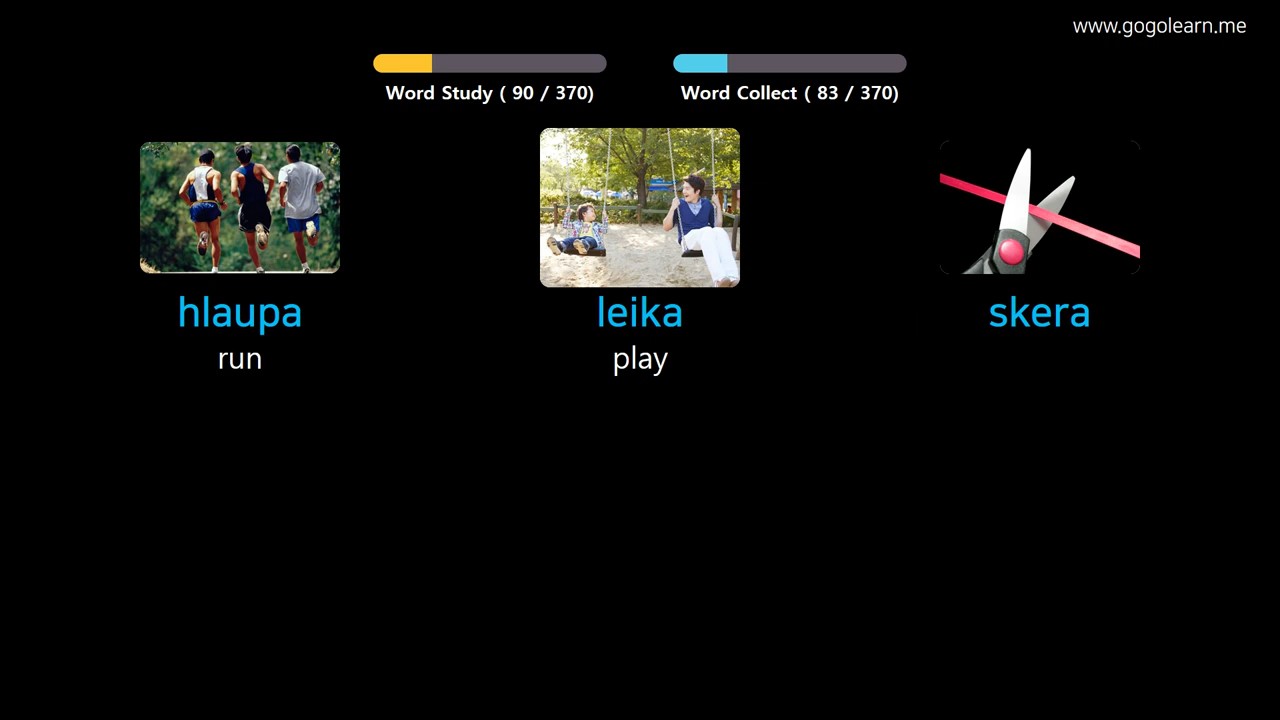 www.gogolearn.me
Word Study ( 90 / 370)
Word Collect ( 83 / 370)
hlaupa
leika
skera
run
play